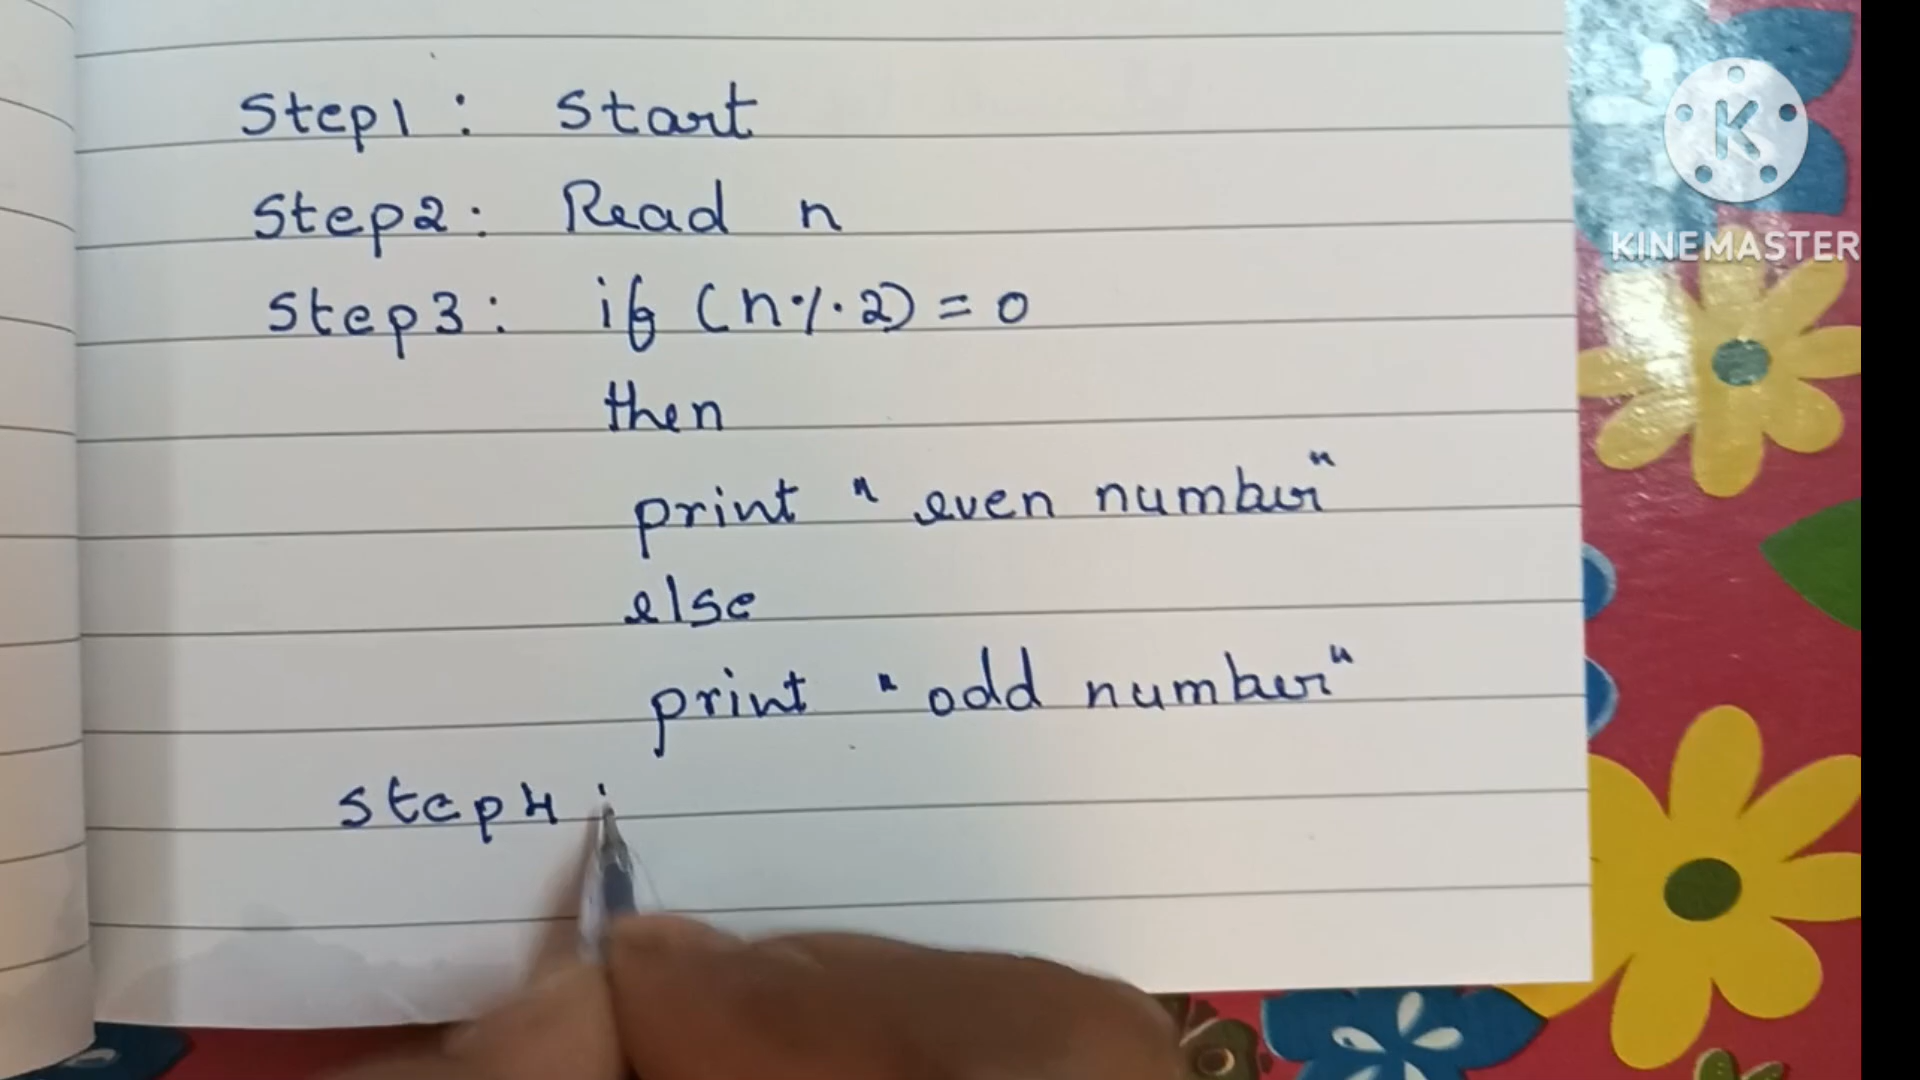 Step1 : Start
Step2 : Read n
Step3 : if (n % 2) = 0
then
print " even number"
else
print " odd number"
Step4 :
K
KINEMASTER